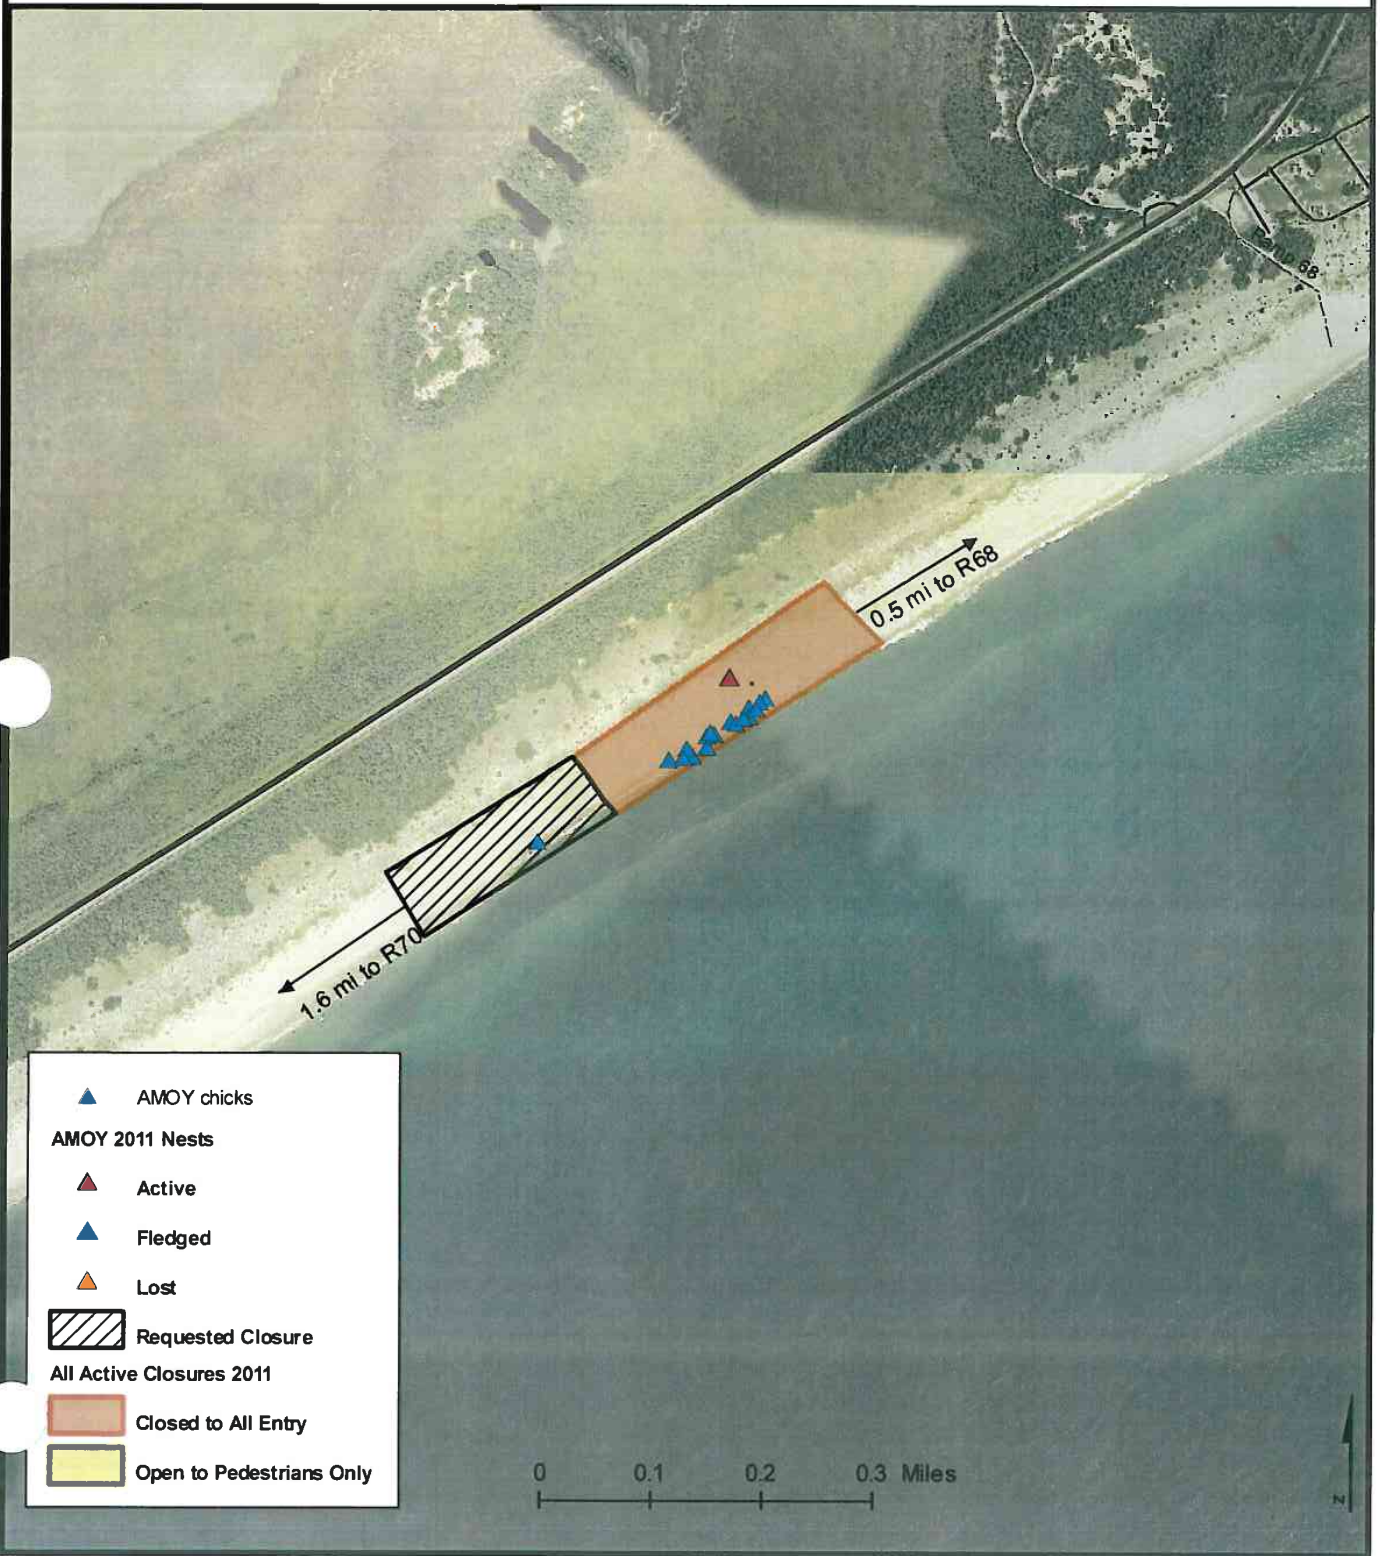 68
0.5 mi to R68
1.6 mi to R70
AMOY chicks
AMOY 2011 Nests
Active
Fledged
Lost
Requested Closure
All Active Closures 2011
Closed to All Entry
Open to Pedestrians Only
0 0.1 0.2 0.3 Miles
N